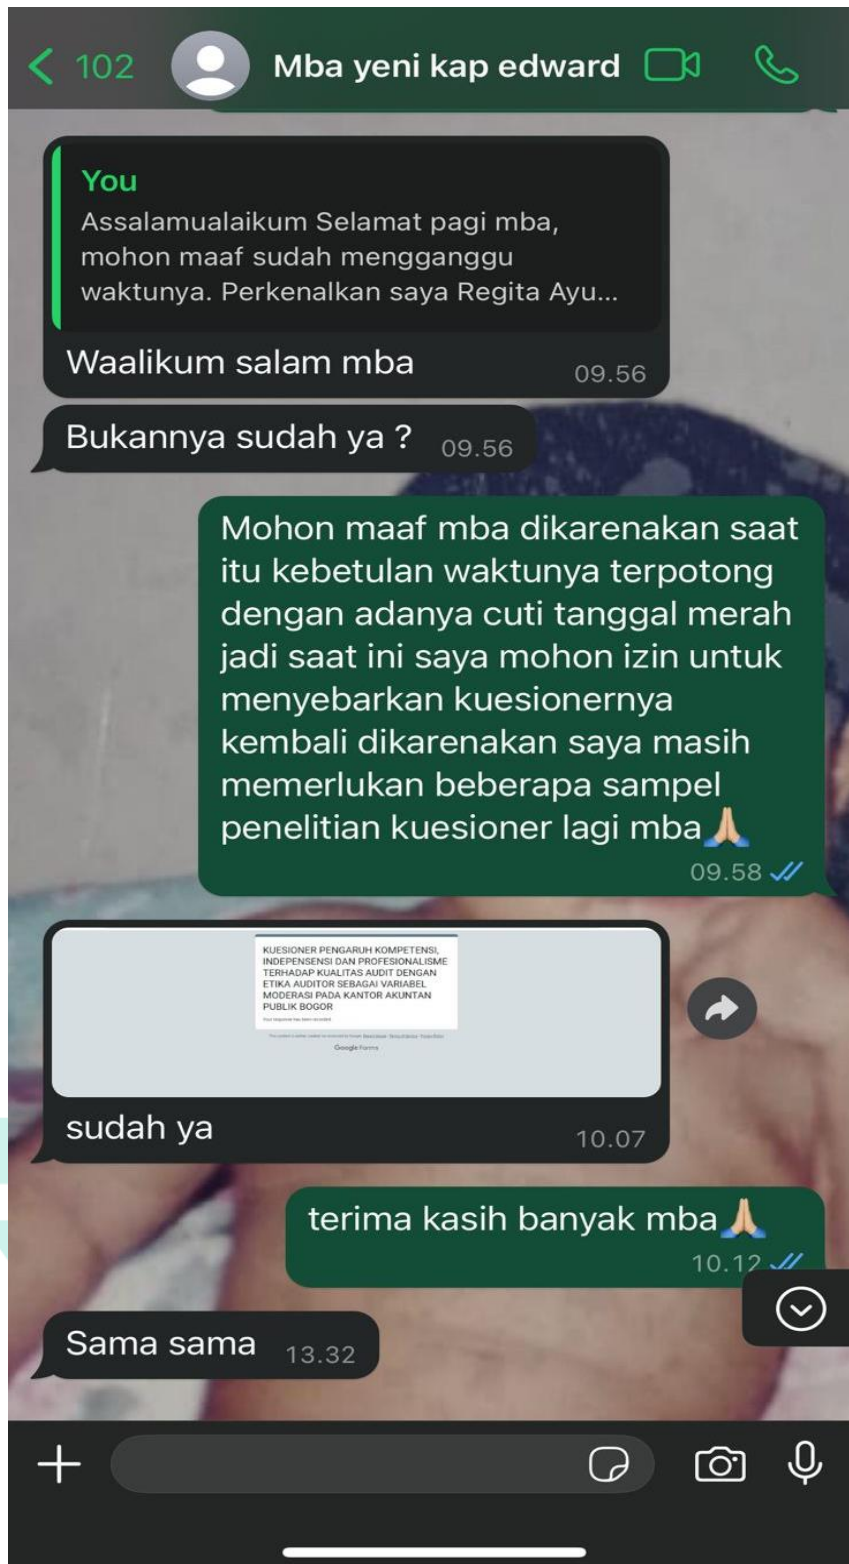 102
Mba yeni kap edward
You
Assalamualaikum Selamat pagi mba,
mohon maaf sudah mengganggu
waktunya. Perkenalkan saya Regita Ayu...
Waalikum salam mba
09.56
Bukannya sudah ya ? 09.56
Mohon maaf mba dikarenakan saat
itu kebetulan waktunya terpotong
dengan adanya cuti tanggal merah
jadi saat ini saya mohon izin untuk
menyebarkan kuesionernya
kembali dikarenakan saya masih
memerlukan beberapa sampel
penelitian kuesioner lagi mba🙏🏼
09.58
KUESIONER PENGARUH KOMPETENSI,
INDEPENSENSI DAN PROFESIONALISME
TERHADAP KUALITAS AUDIT DENGAN
ETIKA AUDITOR SEBAGAI VARIABEL
MODERASI PADA KANTOR AKUNTAN
PUBLIK BOGOR
Your response has been recorded
Google Forms
sudah ya
10.07
terima kasih banyak mba🙏🏼
10.12
Sama sama 13.32